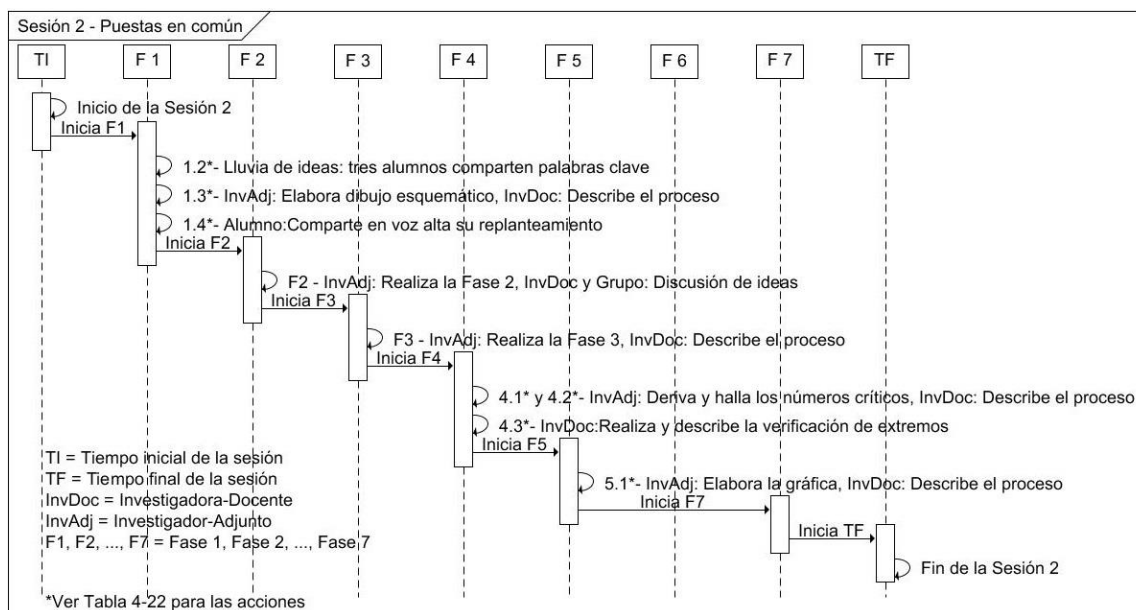 Sesión 2 - Puestas en común
TI
F 1
F 2
F 3
F 4
F 5
F 6
F 7
TF
Inicio de la Sesión 2
Inicia F1
1.2*- Lluvia de ideas: tres alumnos comparten palabras clave
1.3*- InvAdj: Elabora dibujo esquemático, InvDoc: Describe el proceso
1.4*- Alumno:Comparte en voz alta su replanteamiento
Inicia F2
F2 - InvAdj: Realiza la Fase 2, InvDoc y Grupo: Discusión de ideas
Inicia F3
F3 - InvAdj: Realiza la Fase 3, InvDoc: Describe el proceso
Inicia F4
4.1* y 4.2*- InvAdj: Deriva y halla los números críticos, InvDoc: Describe el proceso
4.3*- InvDoc:Realiza y describe la verificación de extremos
Inicia F5
5.1*- InvAdj: Elabora la gráfica, InvDoc: Describe el proceso
Inicia F7
Inicia TF
Fin de la Sesión 2
TI = Tiempo inicial de la sesión
TF = Tiempo final de la sesión
InvDoc = Investigadora-Docente
InvAdj = Investigador-Adjunto
F1, F2, ..., F7 = Fase 1, Fase 2, ..., Fase 7
*Ver Tabla 4-22 para las acciones